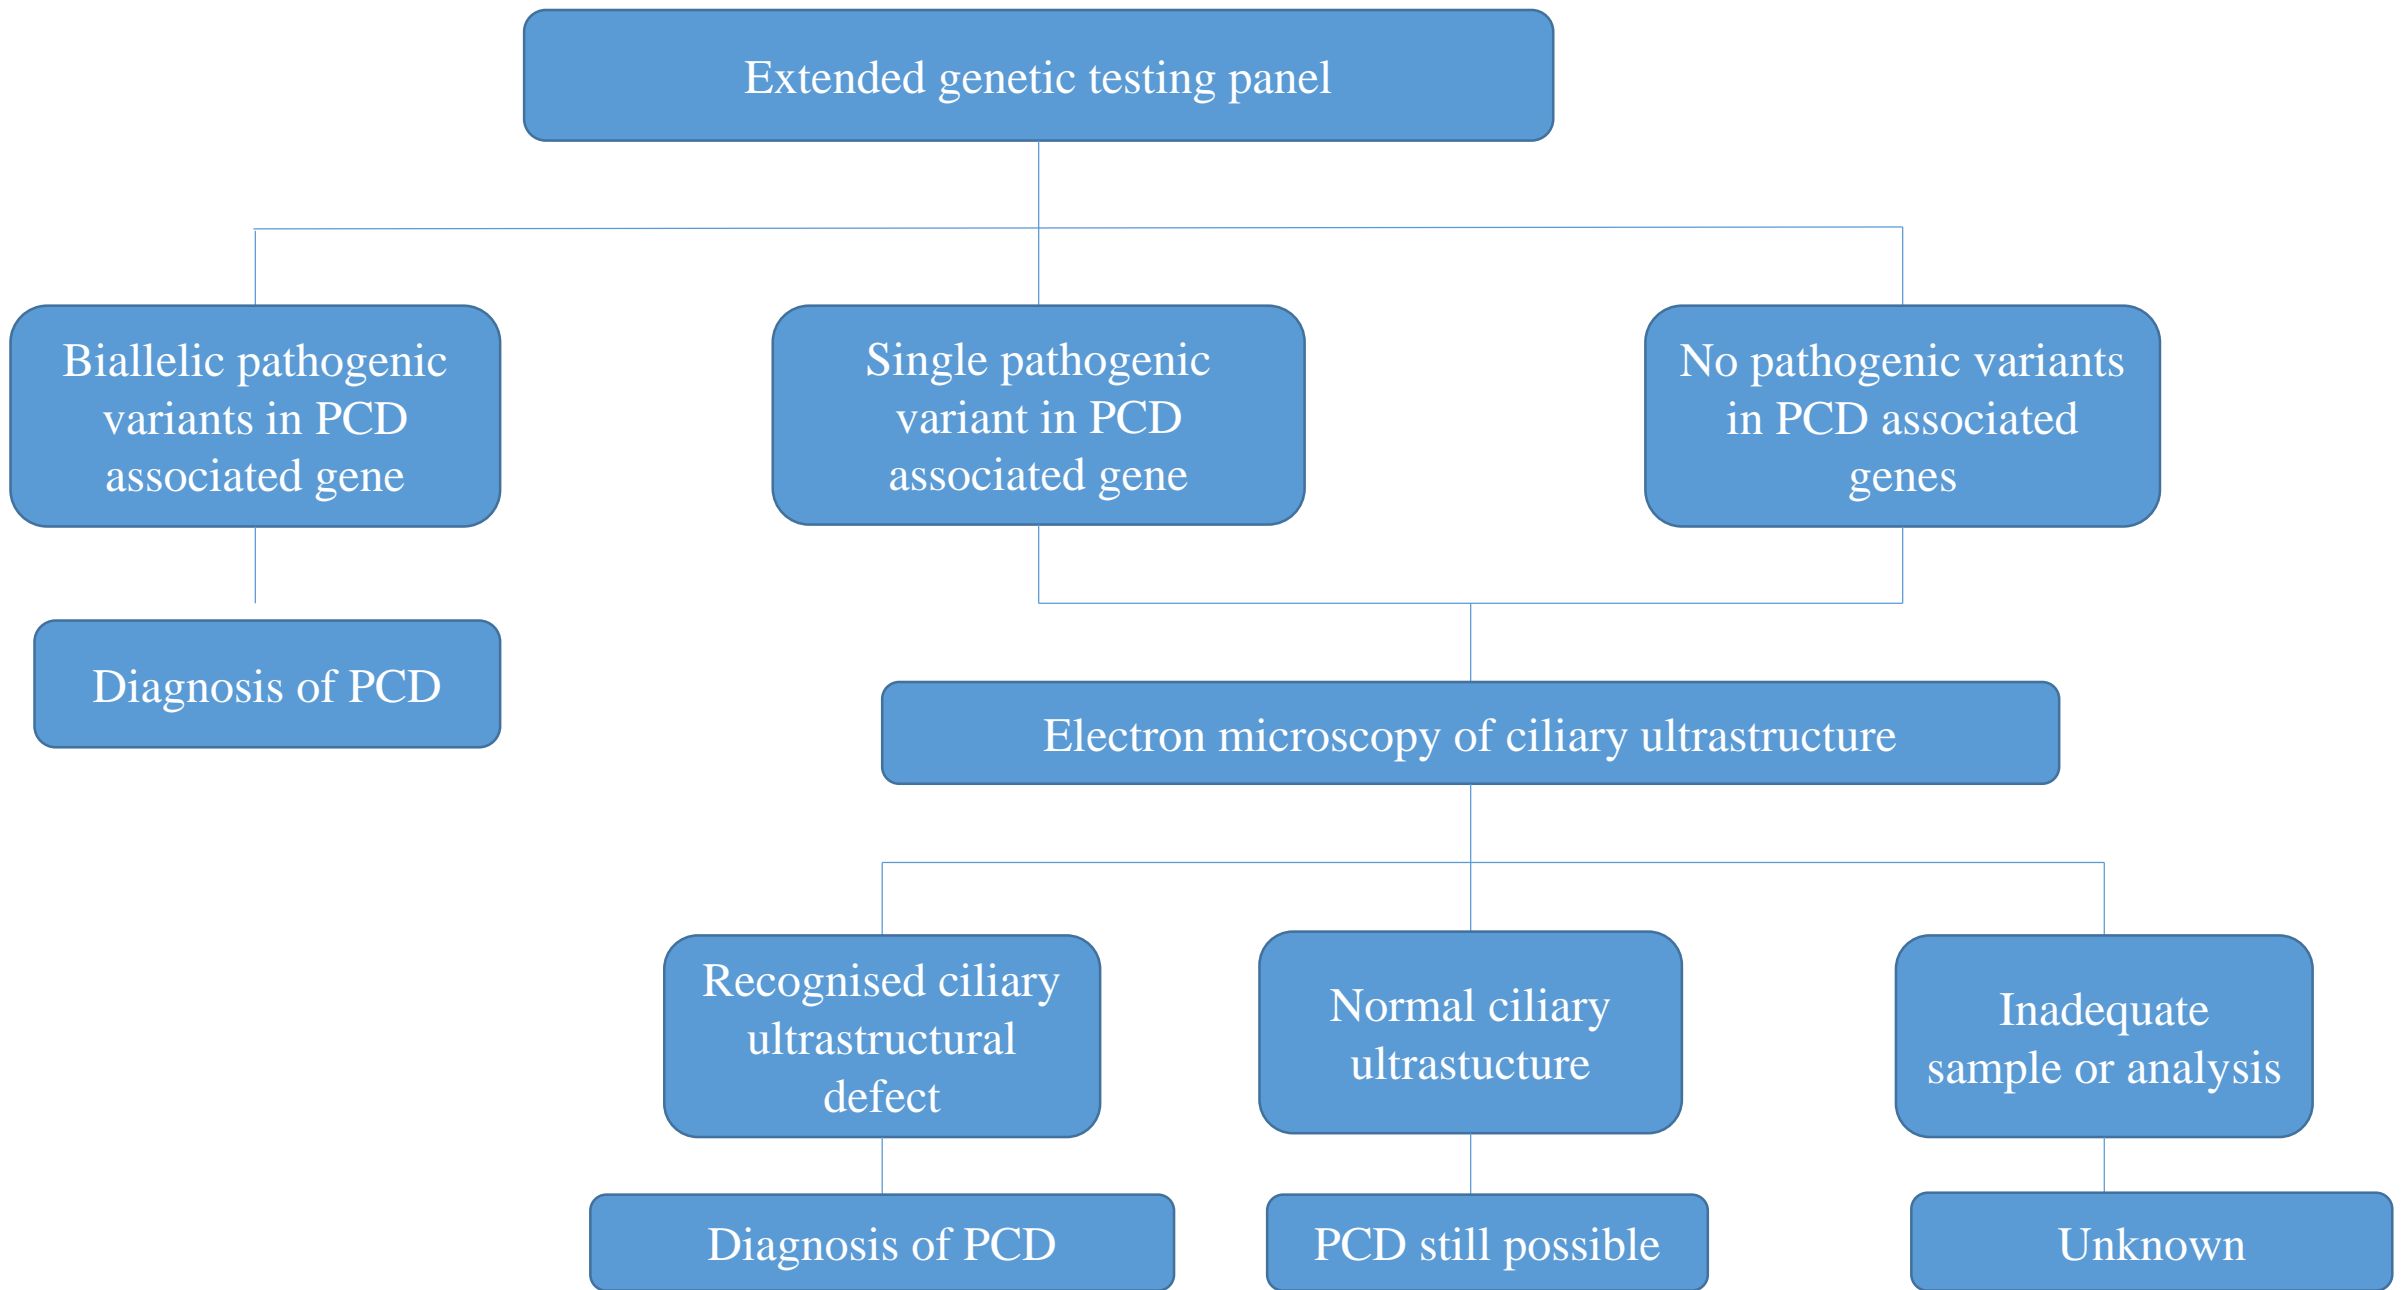 Extended genetic testing panel
Biallelic pathogenic
variants in PCD
associated gene
Single pathogenic
variant in PCD
associated gene
No pathogenic variants
in PCD associated
genes
Diagnosis of PCD
Electron microscopy of ciliary ultrastructure
Recognised ciliary
ultrastructural
defect
Normal ciliary
ultrastucture
Inadequate
sample or analysis
Diagnosis of PCD
PCD still possible
Unknown